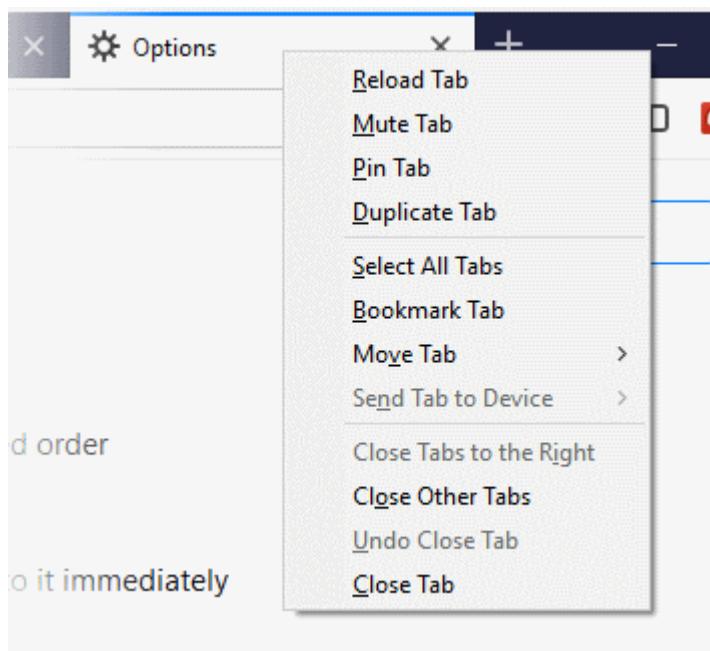 Options
Reload Tab
Mute Tab
Pin Tab
Duplicate Tab
Select All Tabs
Bookmark Tab
Move Tab
Send Tab to Device
d order
Close Tabs to the Right
Close Other Tabs
Undo Close Tab
o it immediately
Close Tab